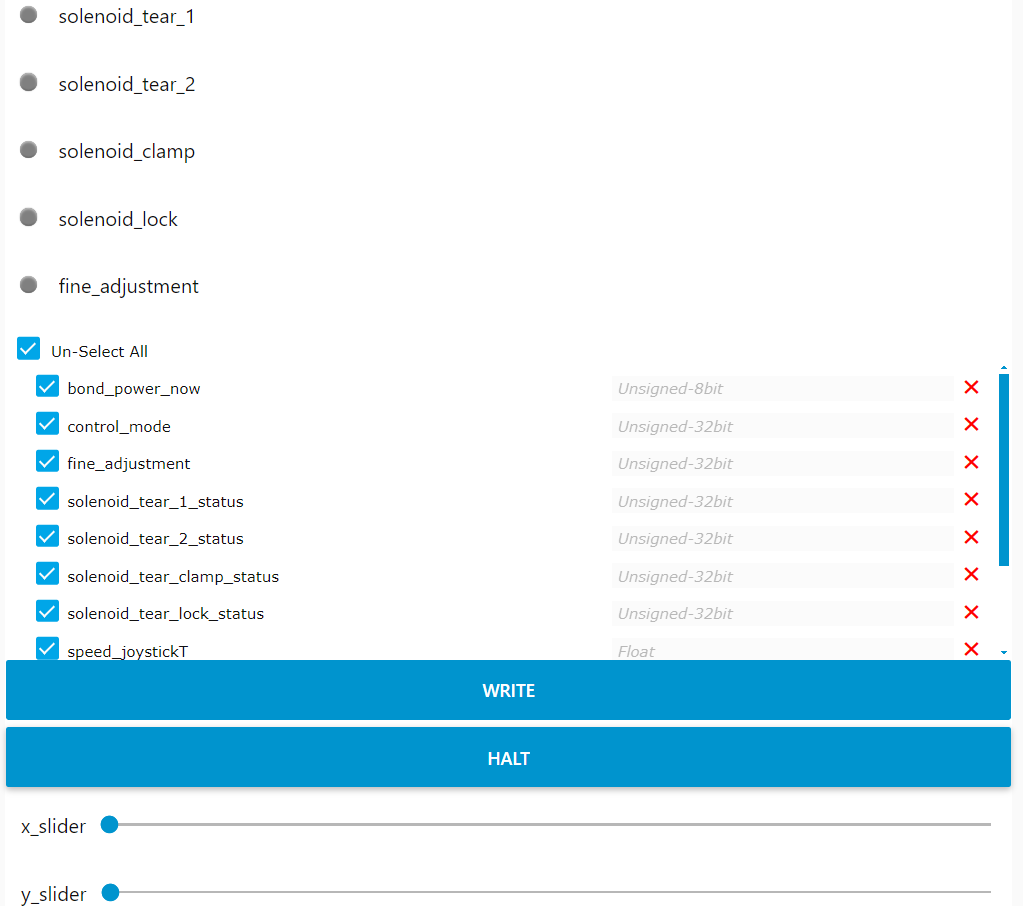 solenoid_tear_1
solenoid_tear_2
solenoid_clamp
solenoid_lock
fine_adjustment
Un-Select All
bond_power_now Unsigned-8bit
control_mode Unsigned-32bit
fine_adjustment Unsigned-32bit
solenoid_tear_1_status Unsigned-32bit
solenoid_tear_2_status Unsigned-32bit
solenoid_tear_clamp_status Unsigned-32bit
solenoid_tear_lock_status Unsigned-32bit
speed_joystickT Float
WRITE
HALT
x_slider
y_slider